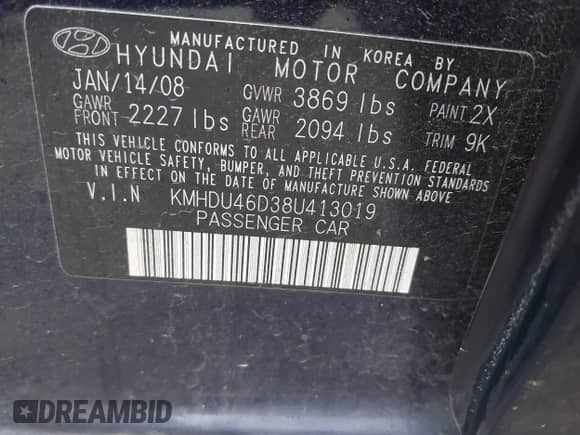 MANUFACTURED IN KOREA BY
HYUNDAI MOTOR COMPANY
JAN/14/08 GVWR 3869 lbs PAINT 2X
GAWR FRONT 2227 lbs GAWR REAR 2094 lbs TRIM 9K
THIS VEHICLE CONFORMS TO ALL APPLICABLE U.S.A. FEDERAL
MOTOR VEHICLE SAFETY, BUMPER, AND THEFT PREVENTION STANDARDS
IN EFFECT ON THE DATE OF MANUFACTURE SHOWN ABOVE
V.I.N KMHDU46D38U413019
PASSENGER CAR
DREAMBID